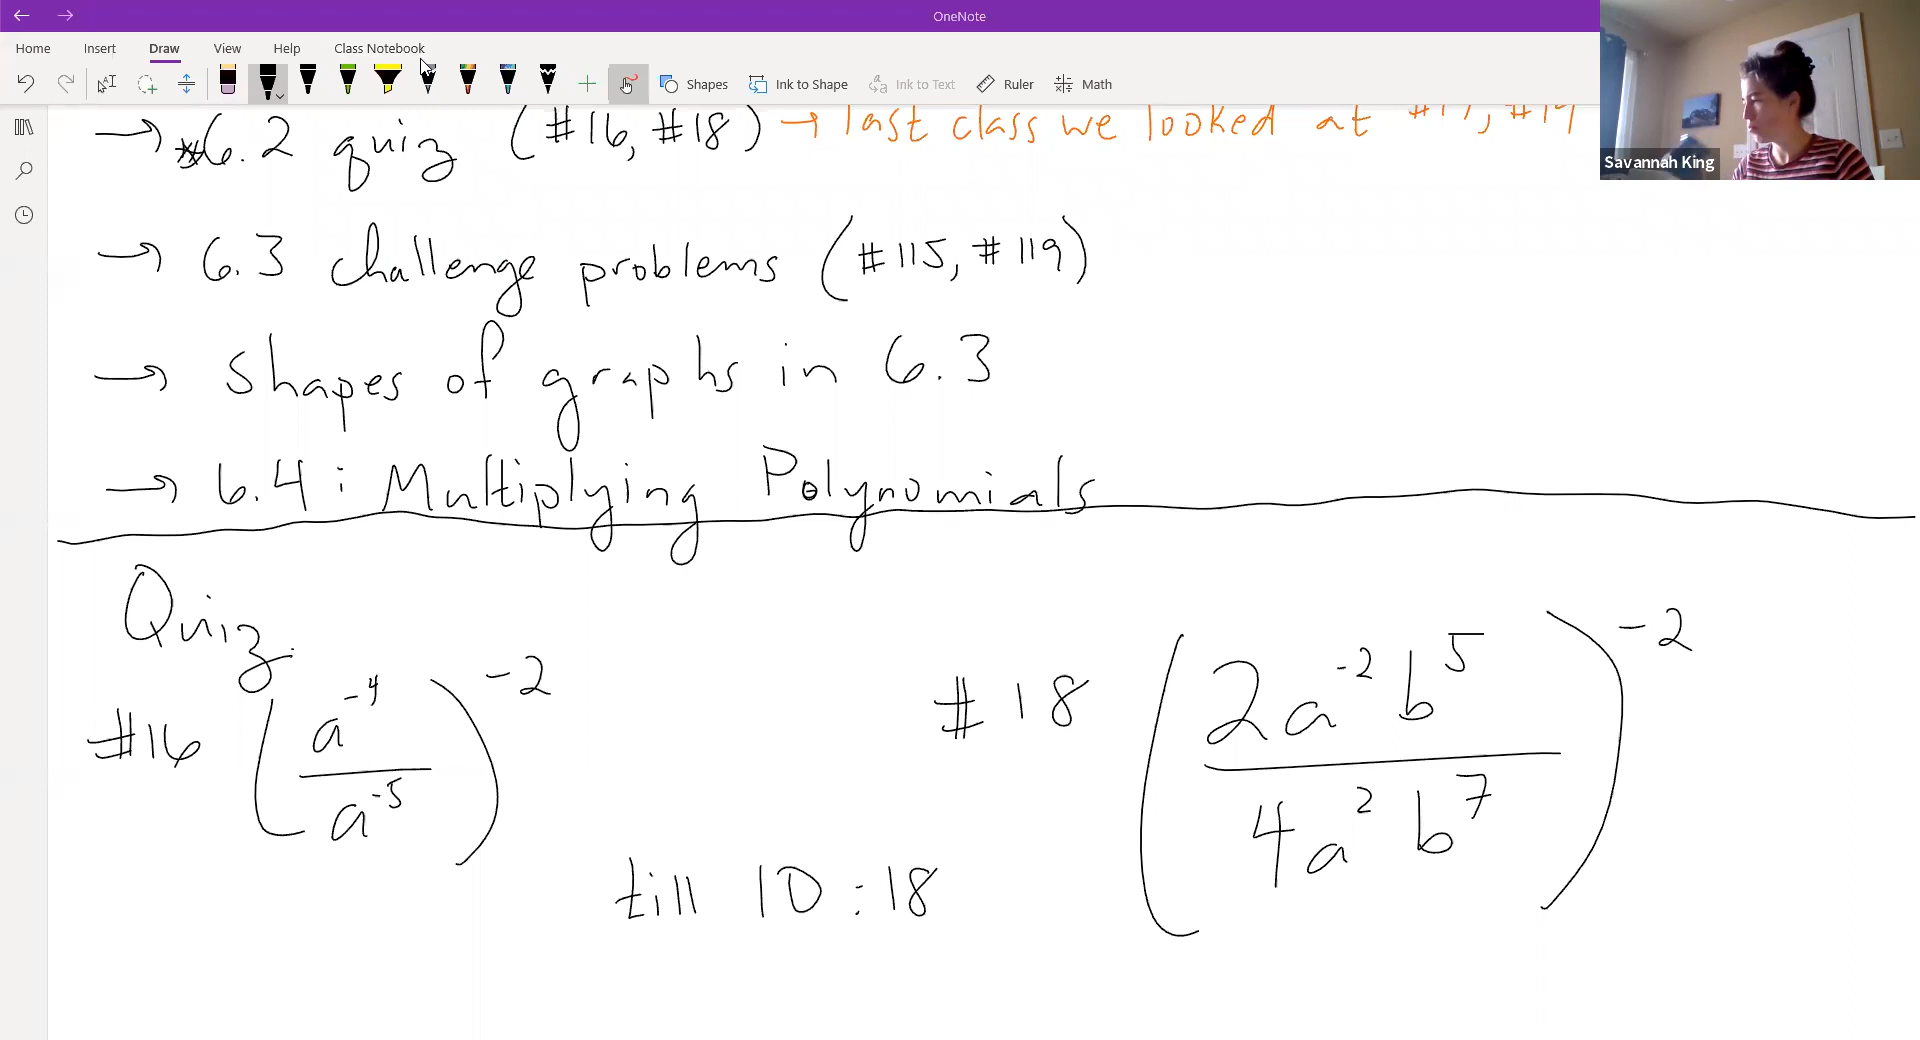 OneNote
Home Insert Draw View Help Class Notebook
Shapes Ink to Shape Ink to Text Ruler Math
Savannah King
→ *6.2 quiz (#16, #18) → last class we looked at #17, #19
→ 6.3 challenge problems (#115, #119)
→ shapes of graphs in 6.3
→ 6.4: Multiplying Polynomials
Quiz
#16 (a^-4 / a^-5)^-2
#18 (2a^-2 b^5 / 4a^2 b^7)^-2
till 10:18